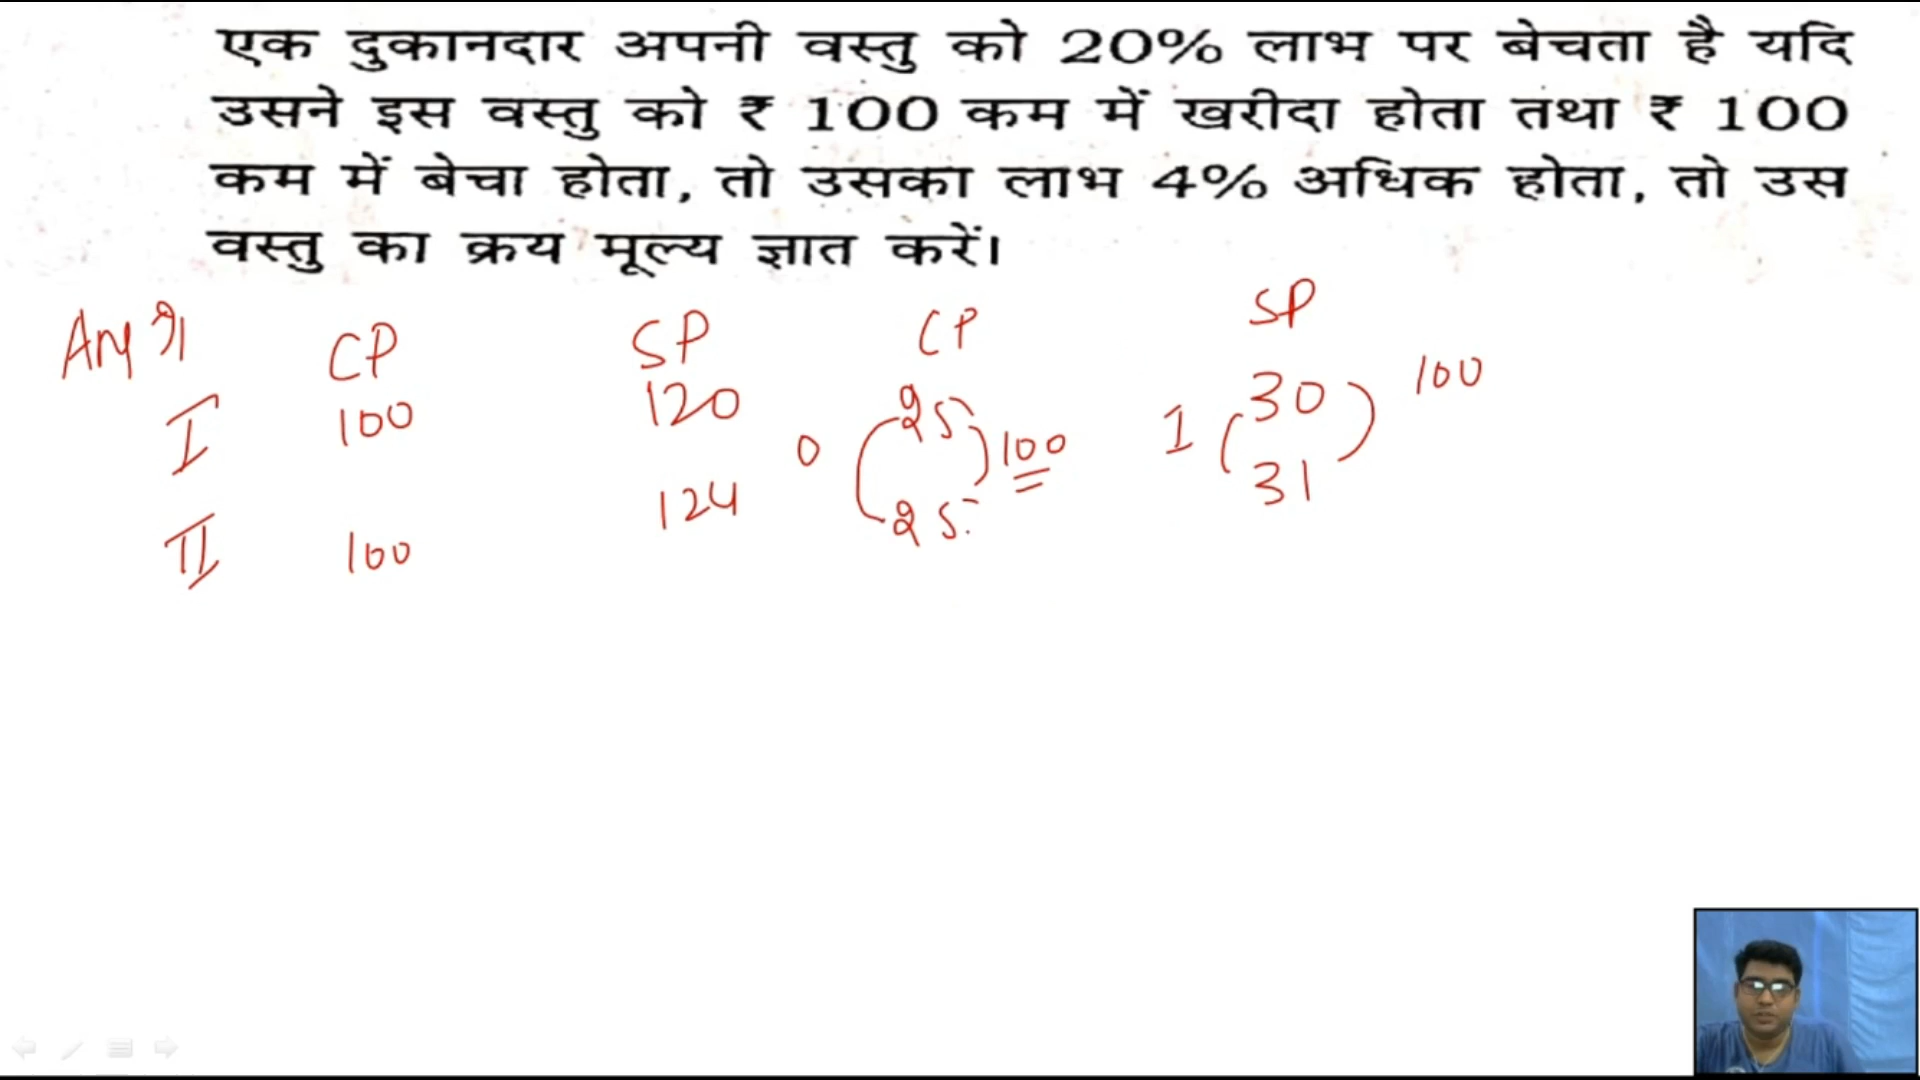 एक दुकानदार अपनी वस्तु को 20% लाभ पर बेचता है यदि
उसने इस वस्तु को ₹ 100 कम में खरीदा होता तथा ₹ 100
कम में बेचा होता, तो उसका लाभ 4% अधिक होता, तो उस
वस्तु का क्रय मूल्य ज्ञात करें।
CP SP CP SP
I 100 120 0 25 100 1 30 100
II 100 124 25 31